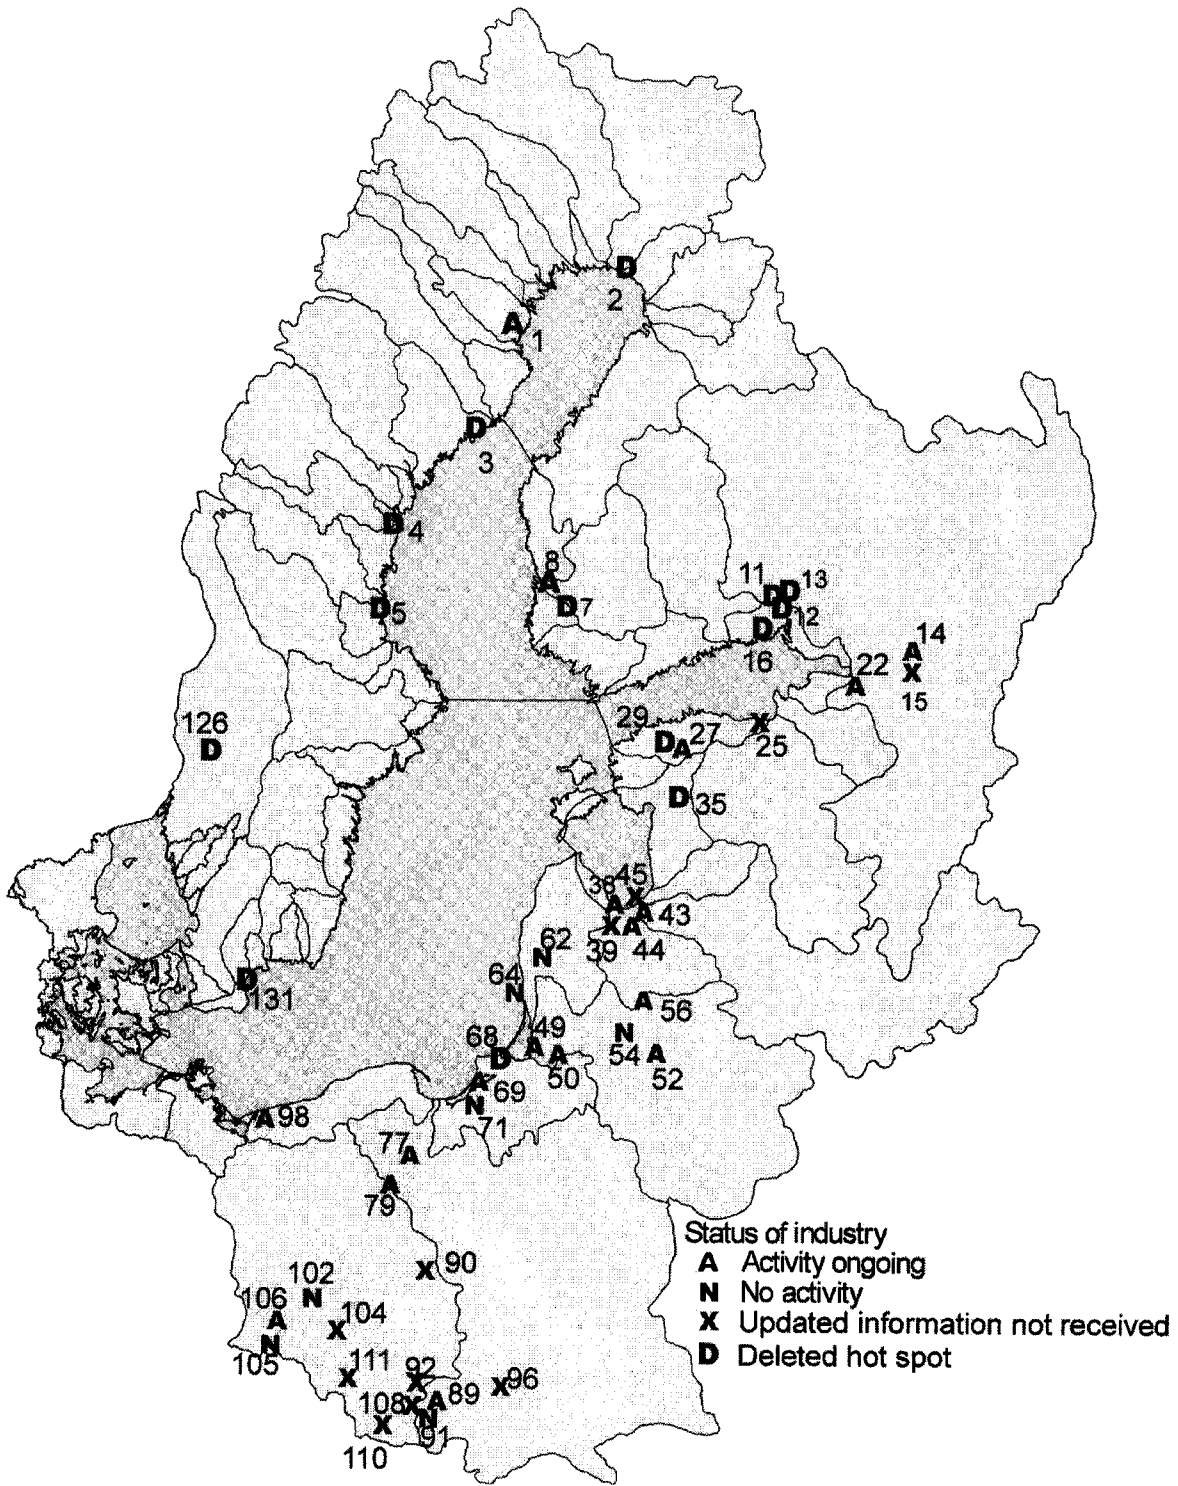 D
2
A
1
D
3
D 4
8
A
D 7
D 5
11 D D 13
D 12
D
16
14
A
X
15
22
A
126
D
29
D A 27
X
25
D 35
38 45
A X
A 43
X A
39 44
62
N
64
N
D
131
A 56
N
54
A
52
68
D
49
A A
50
A
69
N
71
A 98
77 A
A
79
X 90
102
N
106
A
N
105
104
X
111
X
92
X
X 96
108 X
A 89
N
91
X
110
Status of industry
A Activity ongoing
N No activity
X Updated information not received
D Deleted hot spot